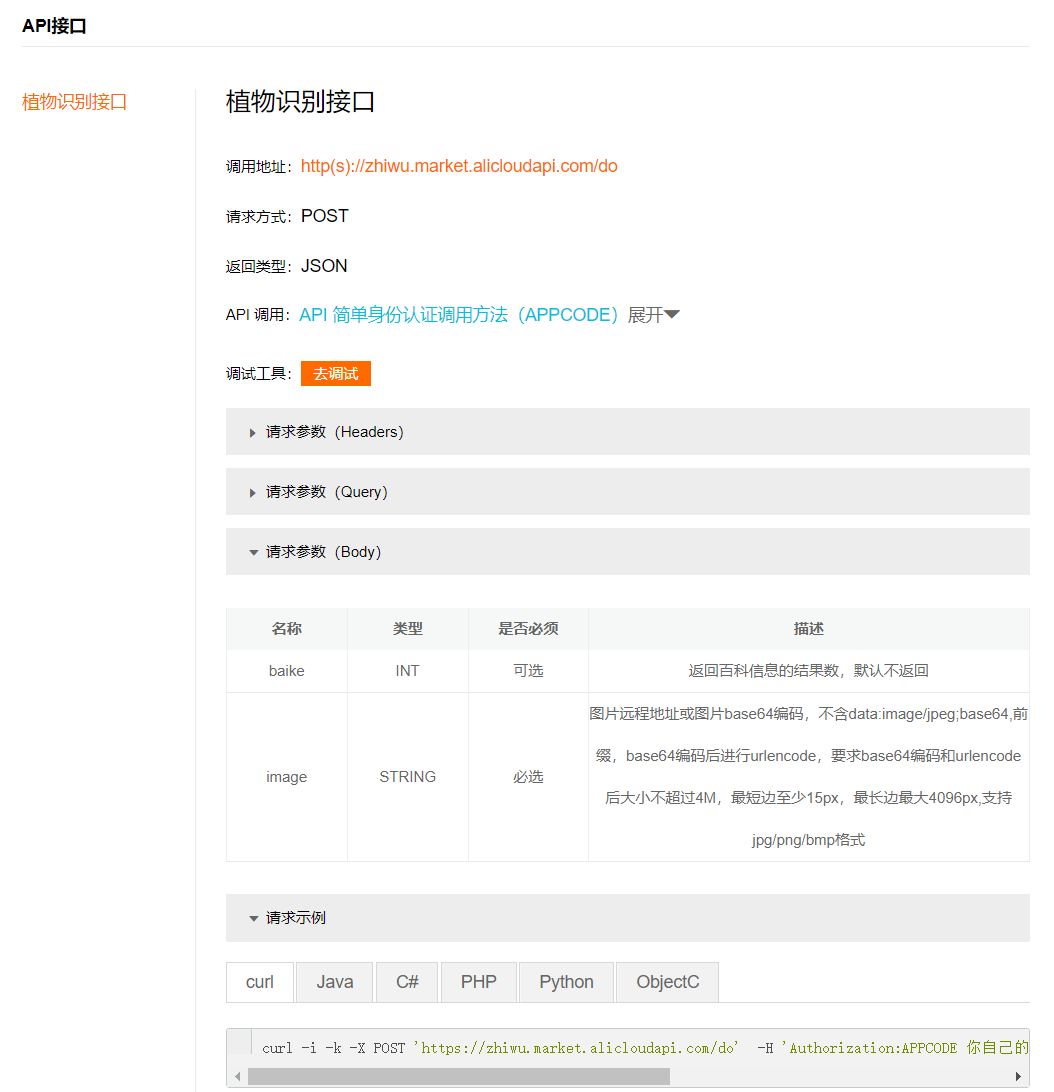 API接口
植物识别接口
植物识别接口
调用地址：http(s)://zhiwu.market.alicloudapi.com/do
请求方式：POST
返回类型：JSON
API 调用：API 简单身份认证调用方法（APPCODE）展开
调试工具：去调试
请求参数（Headers）
请求参数（Query）
请求参数（Body）
名称 类型 是否必须 描述
baike INT 可选 返回百科信息的结果数，默认不返回
image STRING 必选 图片远程地址或图片base64编码，不含data:image/jpeg;base64,前
缀，base64编码后进行urlencode，要求base64编码和urlencode
后大小不超过4M，最短边至少15px，最长边最大4096px,支持
jpg/png/bmp格式
请求示例
curl Java C# PHP Python ObjectC
curl -i -k -X POST 'https://zhiwu.market.alicloudapi.com/do'  -H 'Authorization:APPCODE 你自己的